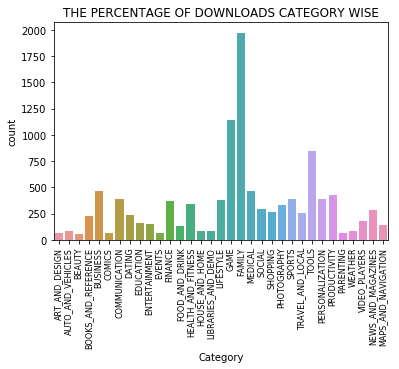 THE PERCENTAGE OF DOWNLOADS CATEGORY WISE
2000
1750
1500
1250
1000
750
500
250
0
count
ART_AND_DESIGN
AUTO_AND_VEHICLES
BEAUTY
BOOKS_AND_REFERENCE
BUSINESS
COMICS
COMMUNICATION
DATING
EDUCATION
ENTERTAINMENT
EVENTS
FINANCE
FOOD_AND_DRINK
HEALTH_AND_FITNESS
HOUSE_AND_HOME
LIBRARIES_AND_DEMO
LIFESTYLE
GAME
FAMILY
MEDICAL
SOCIAL
SHOPPING
PHOTOGRAPHY
SPORTS
TRAVEL_AND_LOCAL
TOOLS
PERSONALIZATION
PRODUCTIVITY
PARENTING
WEATHER
VIDEO_PLAYERS
NEWS_AND_MAGAZINES
MAPS_AND_NAVIGATION
Category